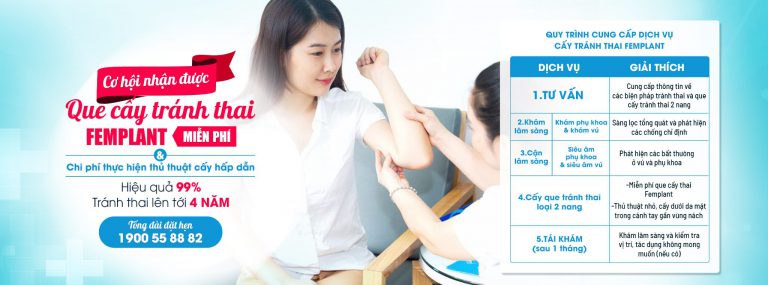 Cơ hội nhận được
Que cấy tránh thai
FEMPLANT MIỄN PHÍ
&
Chi phí thực hiện thủ thuật cấy hấp dẫn
Hiệu quả 99%
Tránh thai lên tới 4 NĂM
Tổng đài đặt hẹn
1900 55 88 82
QUY TRÌNH CUNG CẤP DỊCH VỤ
CẤY TRÁNH THAI FEMPLANT
DỊCH VỤ
GIẢI THÍCH
1.TƯ VẤN
Cung cấp thông tin về
các biện pháp tránh thai và que
cấy tránh thai 2 nang
2.Khám
lâm sàng
Khám phụ khoa
& khám vú
Sàng lọc tổng quát và phát hiện
các chống chỉ định
3.Cận
lâm sàng
Siêu âm
phụ khoa
& siêu âm vú
Phát hiện các bất thường
ở vú và phụ khoa
4.Cấy que tránh thai
loại 2 nang
-Miễn phí que cấy thai
Femplant
-Thủ thuật nhỏ, cấy dưới da mặt
trong cánh tay gần vùng nách
5.TÁI KHÁM
(sau 1 tháng)
Khám lâm sàng và kiểm tra
vị trí, tác dụng không mong
muốn (nếu có)